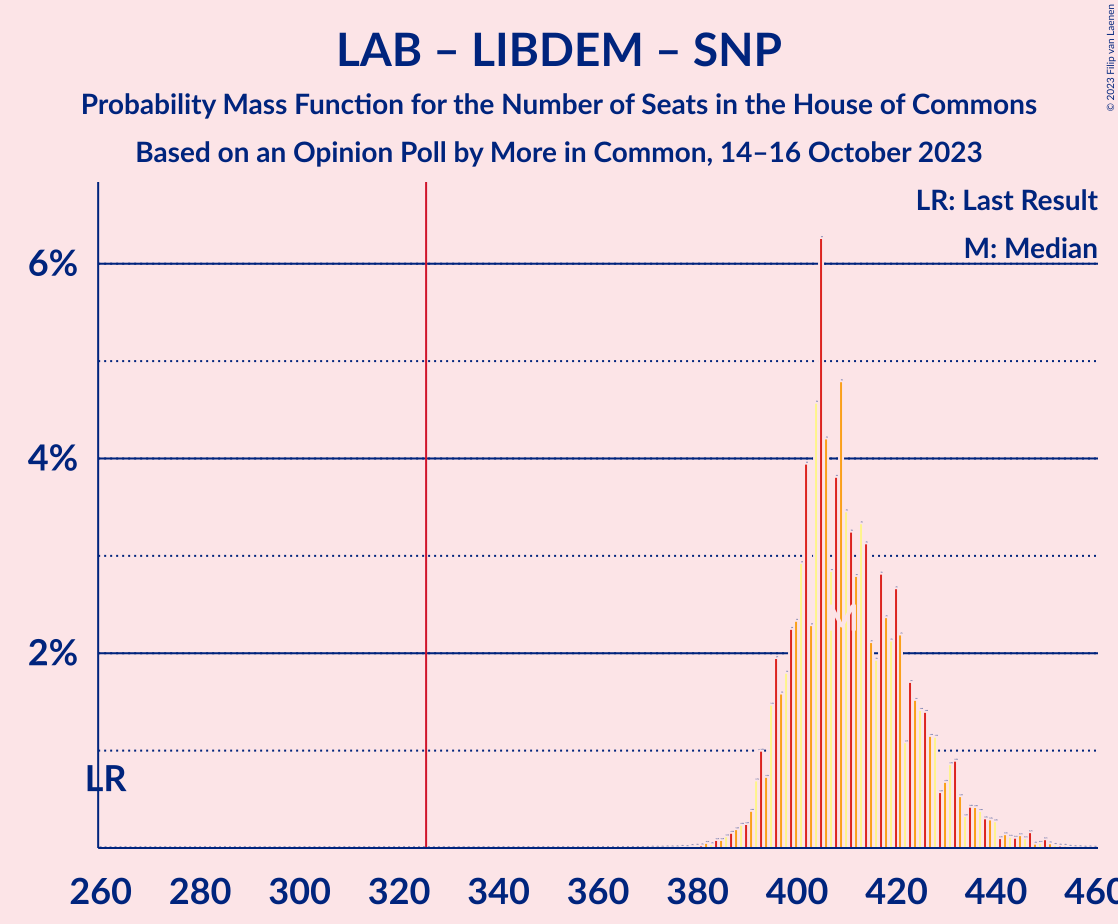 LAB – LIBDEM – SNP
Probability Mass Function for the Number of Seats in the House of Commons
Based on an Opinion Poll by More in Common, 14–16 October 2023
© 2023 Filip van Laenen
LR: Last Result
M: Median
6%
4%
2%
LR
M
260 280 300 320 340 360 380 400 420 440 460